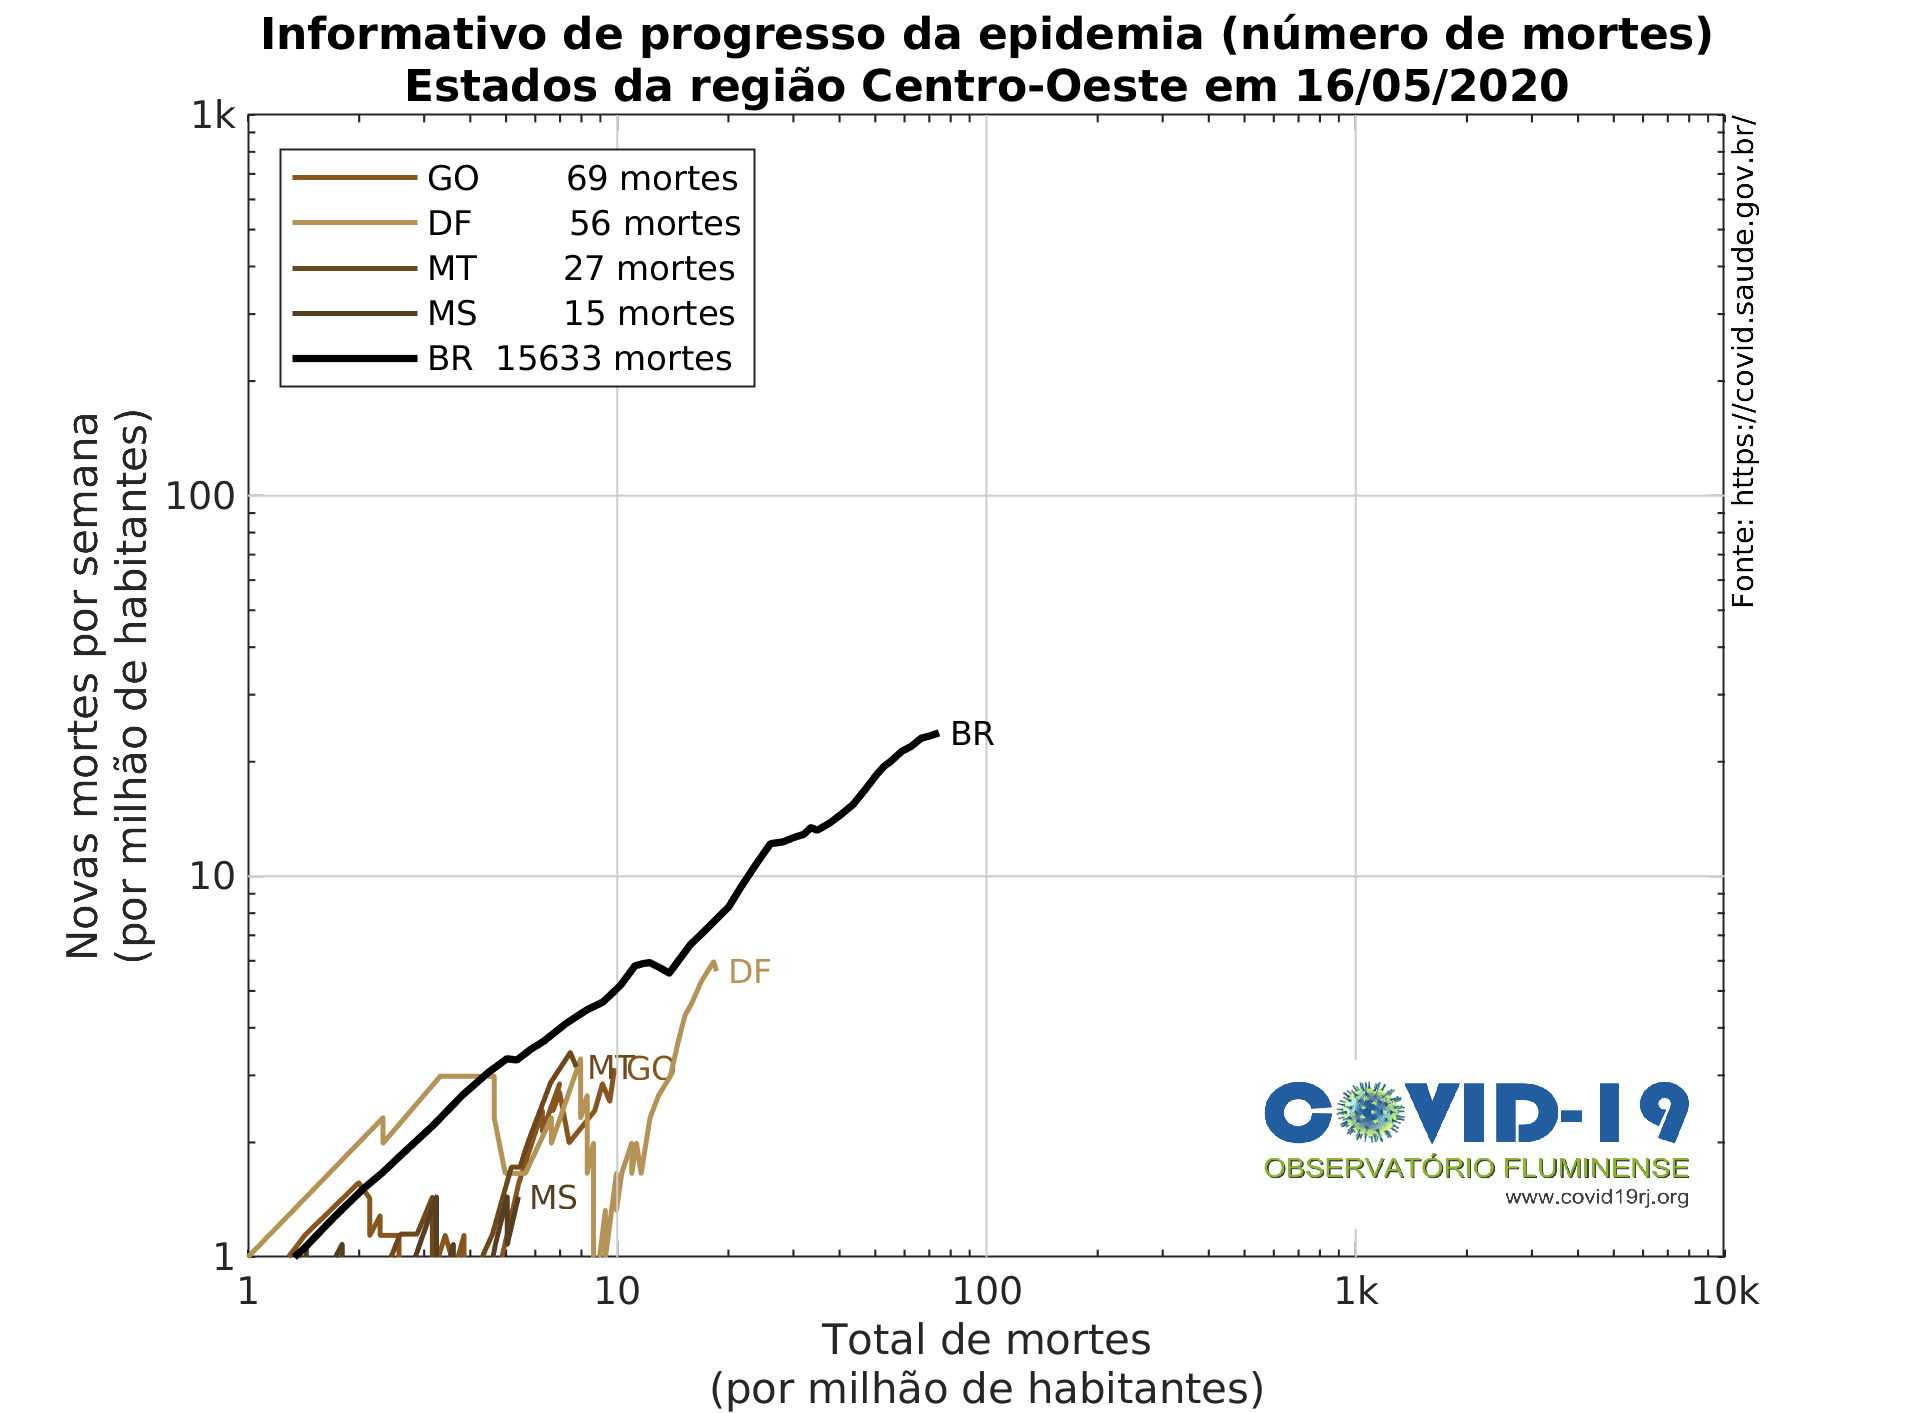 Informativo de progresso da epidemia (número de mortes)
Estados da região Centro-Oeste em 16/05/2020
1k
100
10
1
Novas mortes por semana
(por milhão de habitantes)
GO 69 mortes
DF 56 mortes
MT 27 mortes
MS 15 mortes
BR 15633 mortes
Fonte: https://covid.saude.gov.br/
BR
DF
MT
GO
MS
COVID-19
OBSERVATÓRIO FLUMINENSE
www.covid19rj.org
1
10
100
1k
10k
Total de mortes
(por milhão de habitantes)